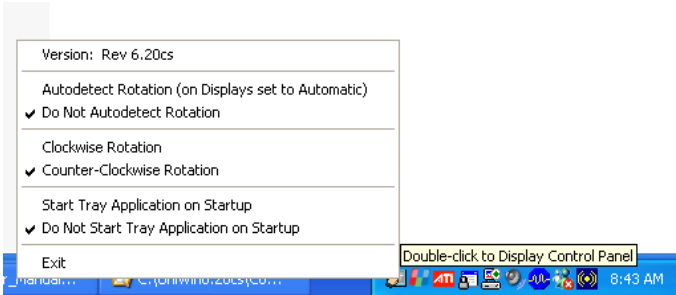 Version: Rev 6.20cs
Autodetect Rotation (on Displays set to Automatic)
Do Not Autodetect Rotation
Clockwise Rotation
Counter-Clockwise Rotation
Start Tray Application on Startup
Do Not Start Tray Application on Startup
Exit
Double-click to Display Control Panel
ATI
8:43 AM